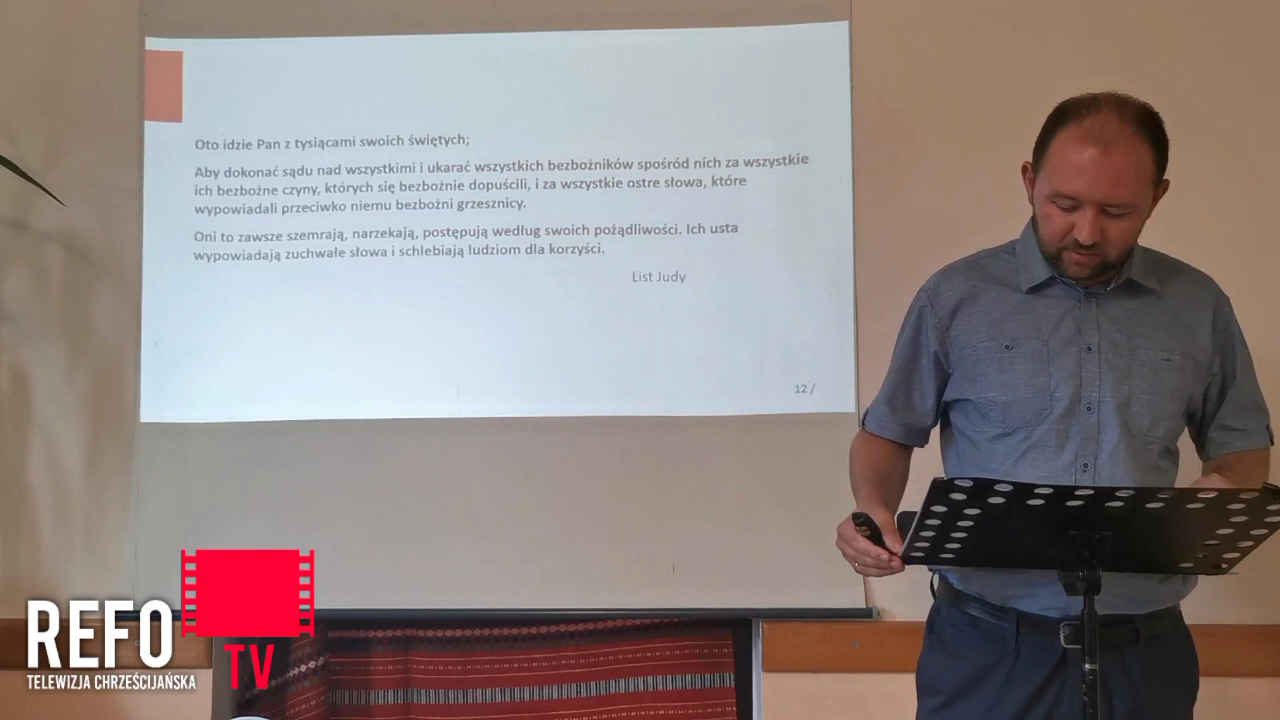 Oto idzie Pan z tysiącami swoich świętych;
Aby dokonać sądu nad wszystkimi i ukarać wszystkich bezbożników spośród nich za wszystkie
ich bezbożne czyny, których się bezbożnie dopuścili, i za wszystkie ostre słowa, które
wypowiadali przeciwko niemu bezbożni grzesznicy.
Oni to zawsze szemrają, narzekają, postępują według swoich pożądliwości. Ich usta
wypowiadają zuchwałe słowa i schlebiają ludziom dla korzyści.
List Judy
12 /
REFO
TV
TELEWIZJA CHRZEŚCIJAŃSKA